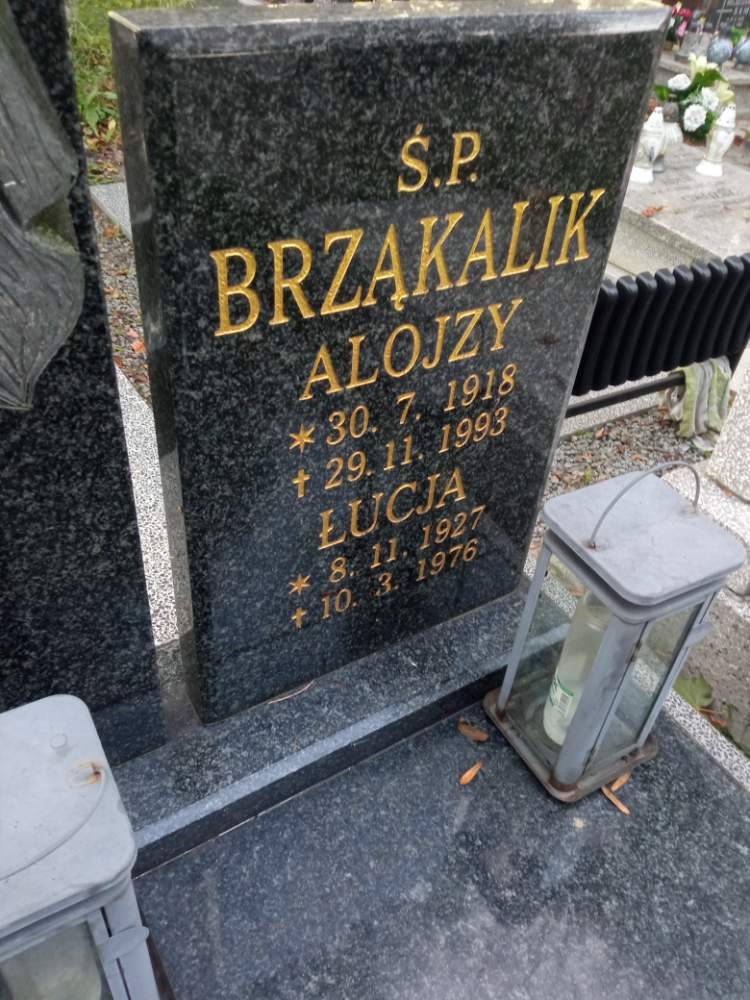 Ś.P.
BRZĄKALIK
ALOJZY
* 30. 7. 1918
† 29. 11. 1993
ŁUCJA
* 8. 11. 1927
† 10. 3. 1976